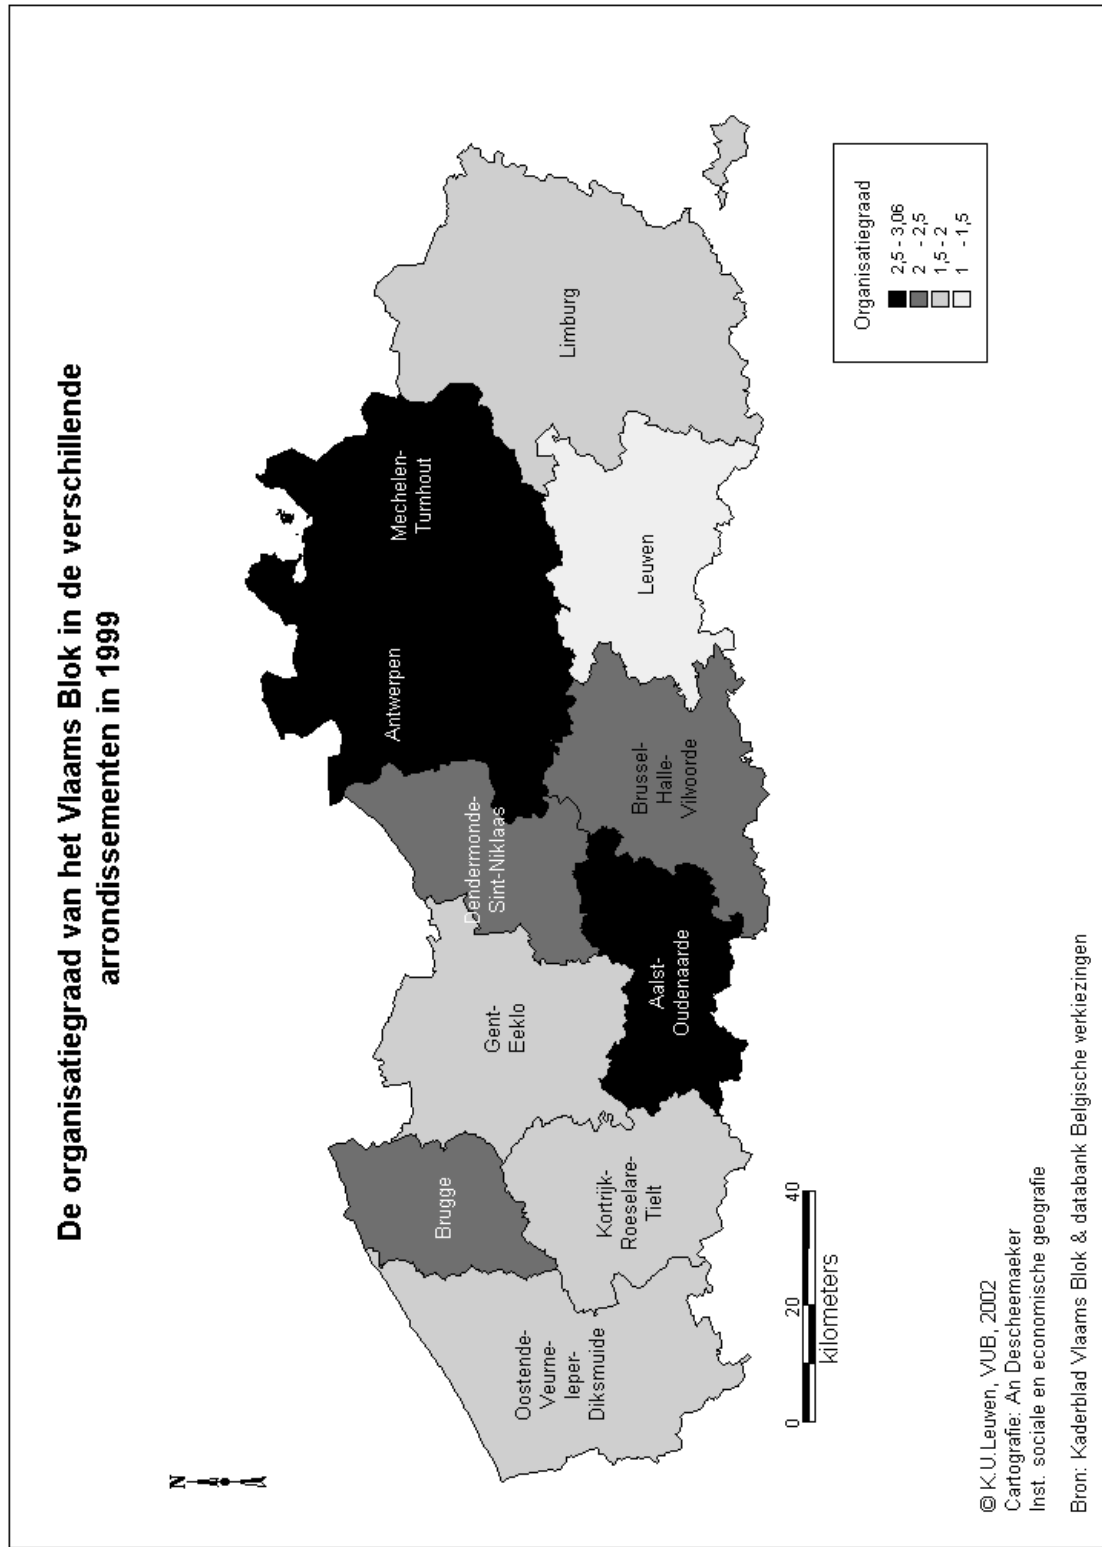 De organisatiegraad van het Vlaams Blok in de verschillende
arrondissementen in 1999
N
Antwerpen
Mechelen-
Turnhout
Limburg
Leuven
Brussel-
Halle-
Vilvoorde
Dendermonde-
Sint-Niklaas
Aalst-
Oudenaarde
Gent-
Eeklo
Brugge
Kortrijk-
Roeselare-
Tielt
Oostende-
Veurne-
Ieper-
Diksmuide
0 20 40
kilometers
Organisatiegraad
2,5 - 3,06
2 - 2,5
1,5 - 2
1 - 1,5
© K.U.Leuven, VUB, 2002
Cartografie: An Descheemaeker
Inst. sociale en economische geografie
Bron: Kaderblad Vlaams Blok & databank Belgische verkiezingen